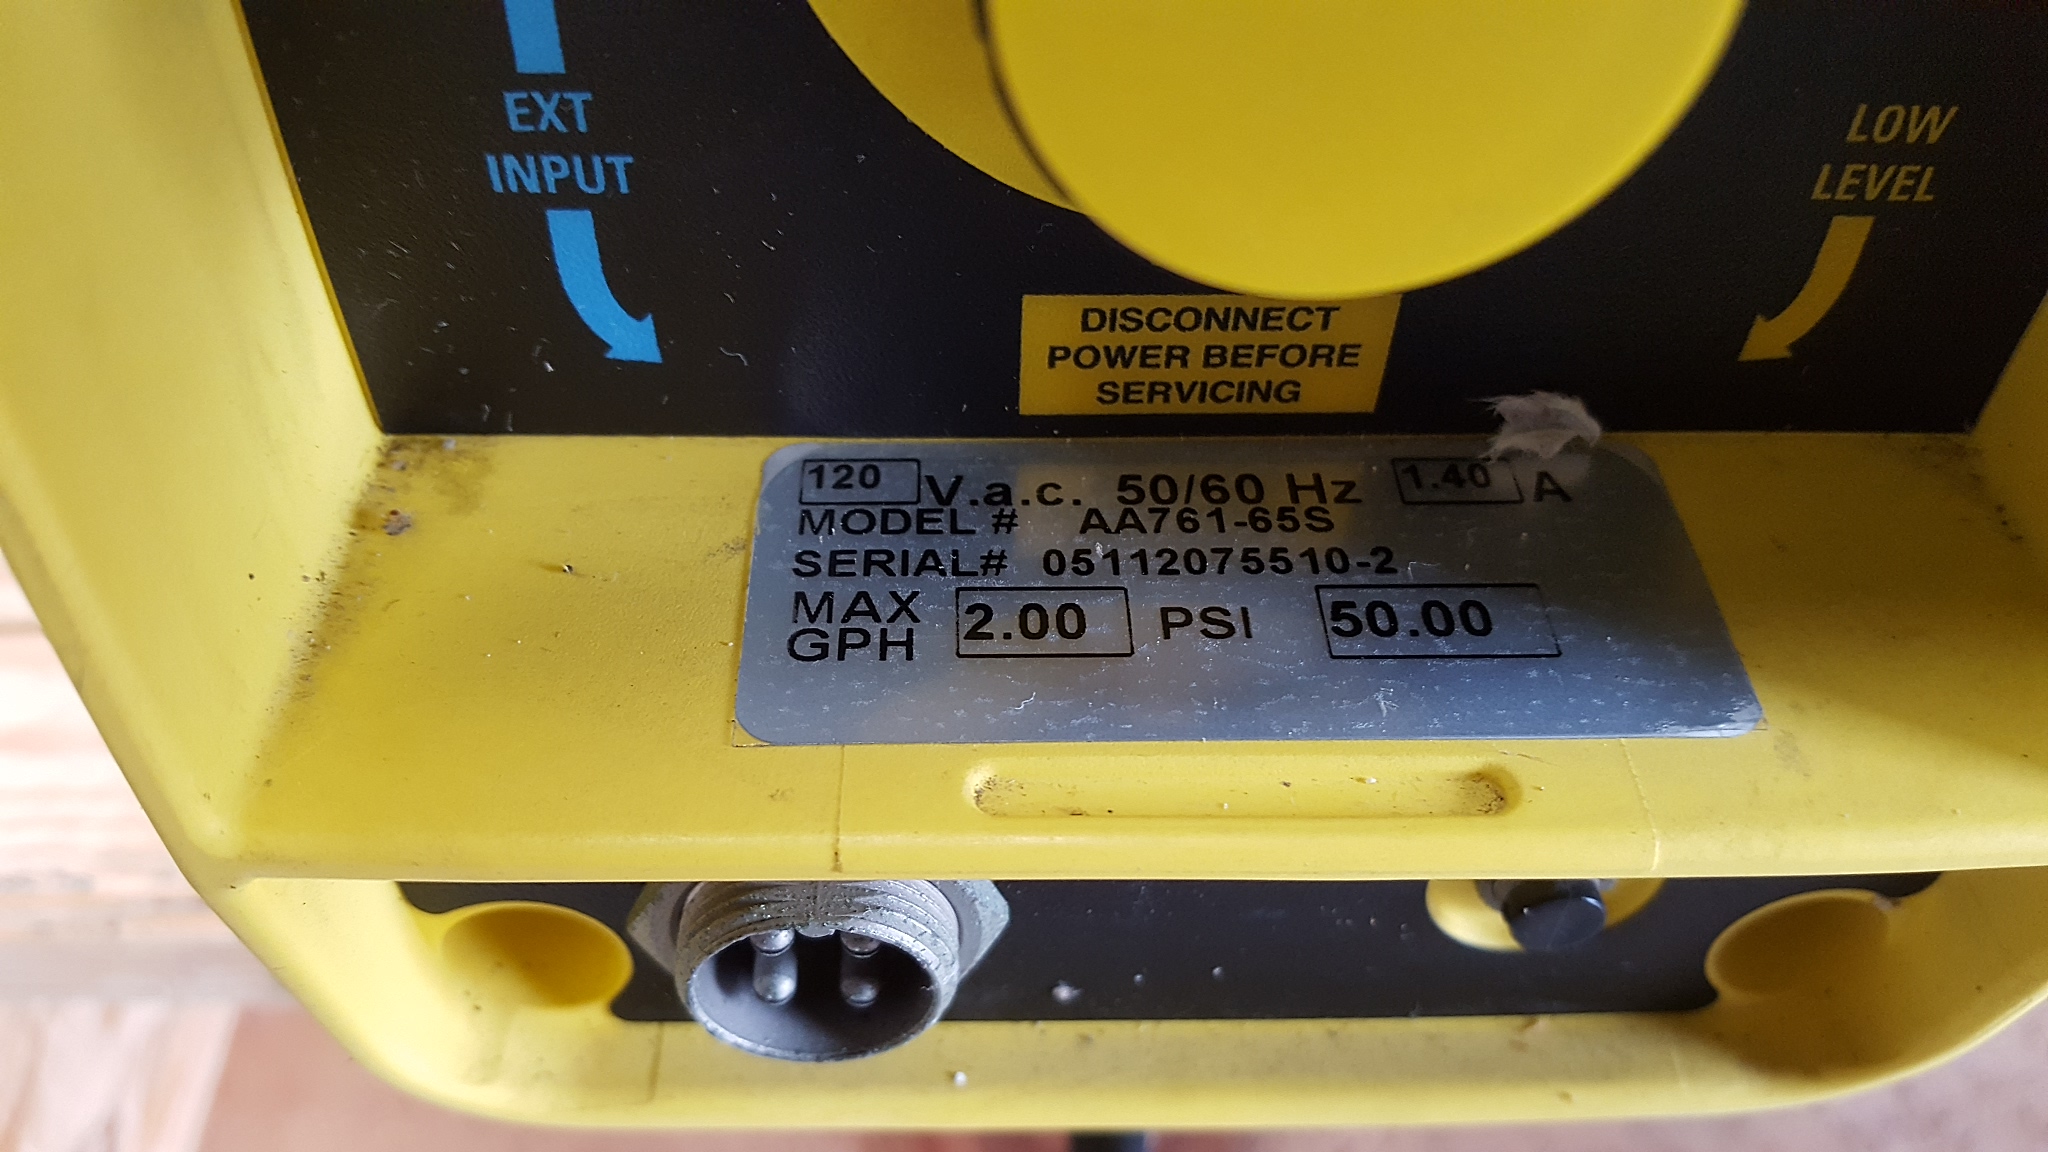 EXT
INPUT
LOW
LEVEL
DISCONNECT
POWER BEFORE
SERVICING
120 V.a.c. 50/60 Hz 1.40 A
MODEL # AA761-65S
SERIAL# 05112075510-2
MAX
GPH 2.00 PSI 50.00